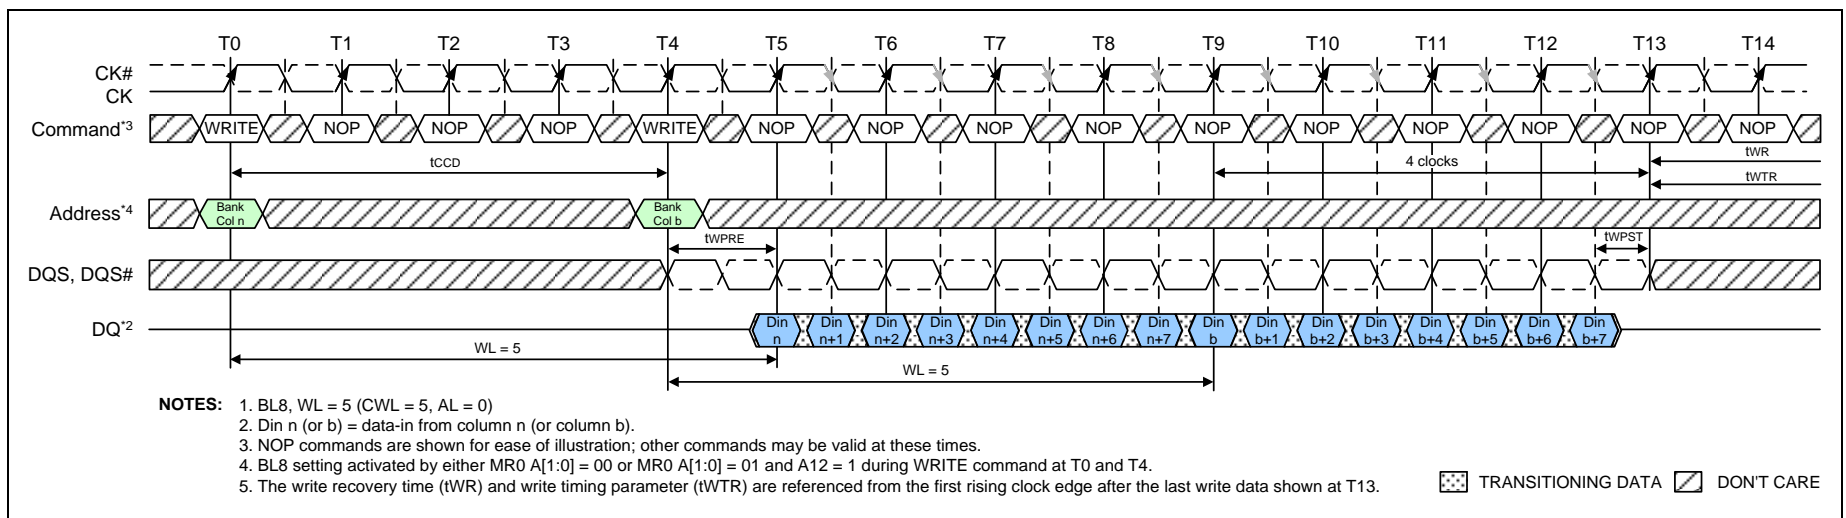 T0 T1 T2 T3 T4 T5 T6 T7 T8 T9 T10 T11 T12 T13 T14
CK#
CK
Command*3 WRITE NOP NOP NOP WRITE NOP NOP NOP NOP NOP NOP NOP NOP NOP NOP
tCCD 4 clocks tWR
tWTR
Address*4 Bank Col n Bank Col b
tWPRE tWPST
DQS, DQS#
DQ*2 Din n Din n+1 Din n+2 Din n+3 Din n+4 Din n+5 Din n+6 Din n+7 Din b Din b+1 Din b+2 Din b+3 Din b+4 Din b+5 Din b+6 Din b+7
WL = 5
WL = 5
NOTES: 1. BL8, WL = 5 (CWL = 5, AL = 0)
2. Din n (or b) = data-in from column n (or column b).
3. NOP commands are shown for ease of illustration; other commands may be valid at these times.
4. BL8 setting activated by either MR0 A[1:0] = 00 or MR0 A[1:0] = 01 and A12 = 1 during WRITE command at T0 and T4.
5. The write recovery time (tWR) and write timing parameter (tWTR) are referenced from the first rising clock edge after the last write data shown at T13.
TRANSITIONING DATA DON'T CARE